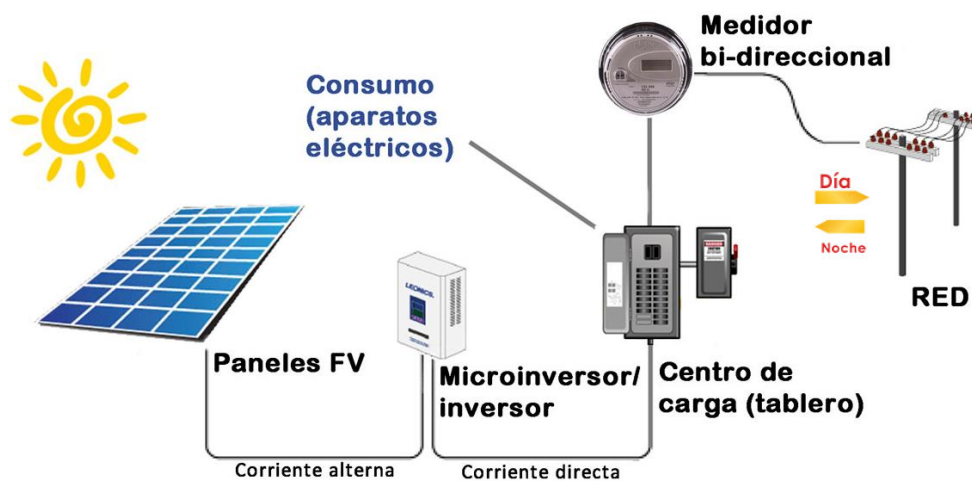 Medidor
bi-direccional
Consumo
(aparatos
eléctricos)
Día
Noche
RED
LEONICS
Paneles FV
Microinversor/
inversor
Centro de
carga (tablero)
Corriente alterna
Corriente directa